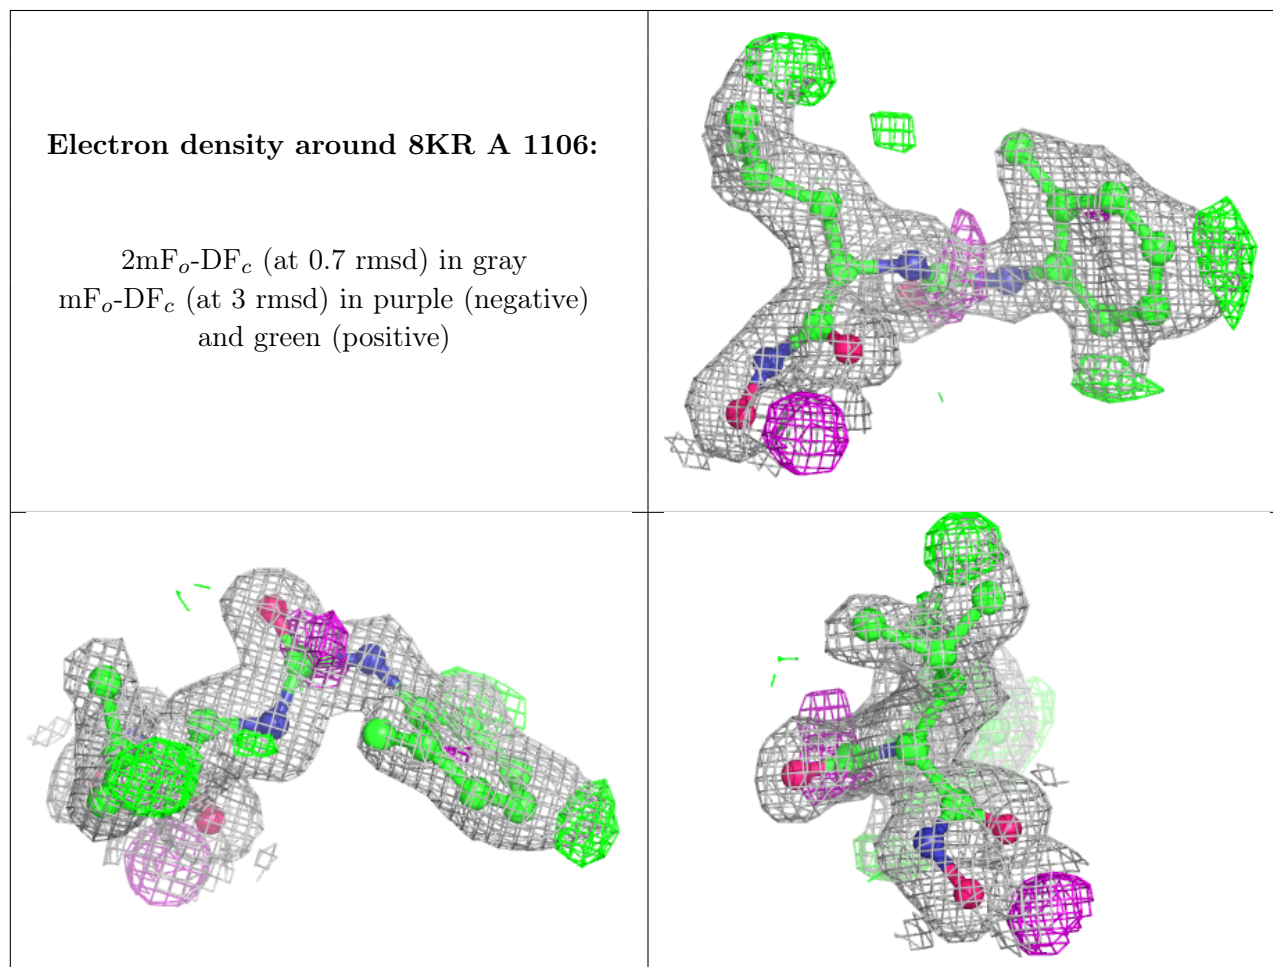 Electron density around 8KR A 1106:
2mFo-DFc (at 0.7 rmsd) in gray
mFo-DFc (at 3 rmsd) in purple (negative)
and green (positive)